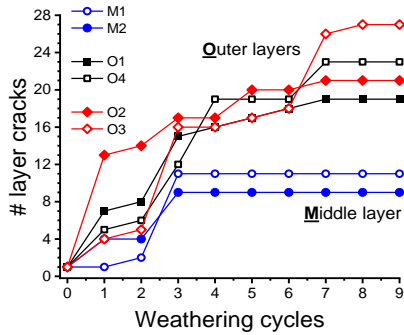 M1
M2
O1
O4
O2
O3
Outer layers
Middle layer
# layer cracks
28
24
20
16
12
8
4
0
0 1 2 3 4 5 6 7 8 9
Weathering cycles